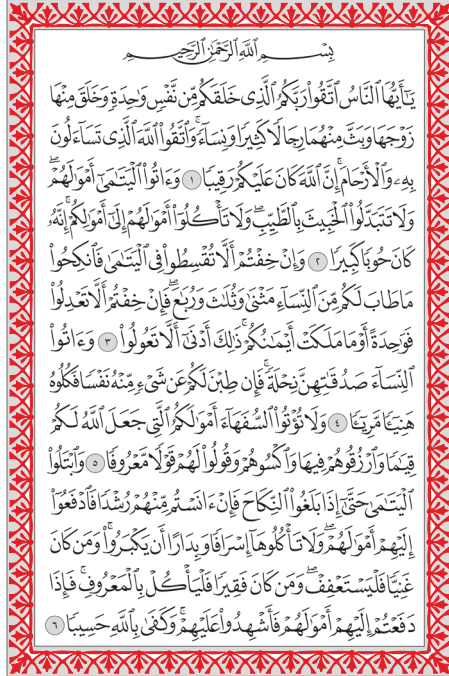 بِسْمِ ٱللَّهِ ٱلرَّحْمَٰنِ ٱلرَّحِيمِ
يَٰٓأَيُّهَا ٱلنَّاسُ ٱتَّقُوا۟ رَبَّكُمُ ٱلَّذِى خَلَقَكُم مِّن نَّفْسٍ وَٰحِدَةٍ وَخَلَقَ مِنْهَا
زَوْجَهَا وَبَثَّ مِنْهُمَا رِجَالًا كَثِيرًا وَنِسَآءً ۚ وَٱتَّقُوا۟ ٱللَّهَ ٱلَّذِى تَسَآءَلُونَ
بِهِۦ وَٱلْأَرْحَامَ ۚ إِنَّ ٱللَّهَ كَانَ عَلَيْكُمْ رَقِيبًا ١ وَءَاتُوا۟ ٱلْيَتَٰمَىٰٓ أَمْوَٰلَهُمْ ۖ
وَلَا تَتَبَدَّلُوا۟ ٱلْخَبِيثَ بِٱلطَّيِّبِ ۖ وَلَا تَأْكُلُوٓا۟ أَمْوَٰلَهُمْ إِلَىٰٓ أَمْوَٰلِكُمْ ۚ إِنَّهُۥ
كَانَ حُوبًا كَبِيرًا ٢ وَإِنْ خِفْتُمْ أَلَّا تُقْسِطُوا۟ فِى ٱلْيَتَٰمَىٰ فَٱنكِحُوا۟
مَا طَابَ لَكُم مِّنَ ٱلنِّسَآءِ مَثْنَىٰ وَثُلَٰثَ وَرُبَٰعَ ۖ فَإِنْ خِفْتُمْ أَلَّا تَعْدِلُوا۟
فَوَٰحِدَةً أَوْ مَا مَلَكَتْ أَيْمَٰنُكُمْ ۚ ذَٰلِكَ أَدْنَىٰٓ أَلَّا تَعُولُوا۟ ٣ وَءَاتُوا۟
ٱلنِّسَآءَ صَدُقَٰتِهِنَّ نِحْلَةً ۚ فَإِن طِبْنَ لَكُمْ عَن شَىْءٍ مِّنْهُ نَفْسًا فَكُلُوهُ
هَنِيٓـًٔا مَّرِيٓـًٔا ٤ وَلَا تُؤْتُوا۟ ٱلسُّفَهَآءَ أَمْوَٰلَكُمُ ٱلَّتِى جَعَلَ ٱللَّهُ لَكُمْ
قِيَٰمًا وَٱرْزُقُوهُمْ فِيهَا وَٱكْسُوهُمْ وَقُولُوا۟ لَهُمْ قَوْلًا مَّعْرُوفًا ٥ وَٱبْتَلُوا۟
ٱلْيَتَٰمَىٰ حَتَّىٰٓ إِذَا بَلَغُوا۟ ٱلنِّكَاحَ فَإِنْ ءَانَسْتُم مِّنْهُمْ رُشْدًا فَٱدْفَعُوٓا۟
إِلَيْهِمْ أَمْوَٰلَهُمْ ۖ وَلَا تَأْكُلُوهَآ إِسْرَافًا وَبِدَارًا أَن يَكْبَرُوا۟ ۚ وَمَن كَانَ
غَنِيًّا فَلْيَسْتَعْفِفْ ۖ وَمَن كَانَ فَقِيرًا فَلْيَأْكُلْ بِٱلْمَعْرُوفِ ۚ فَإِذَا
دَفَعْتُمْ إِلَيْهِمْ أَمْوَٰلَهُمْ فَأَشْهِدُوا۟ عَلَيْهِمْ ۚ وَكَفَىٰ بِٱللَّهِ حَسِيبًا ٦